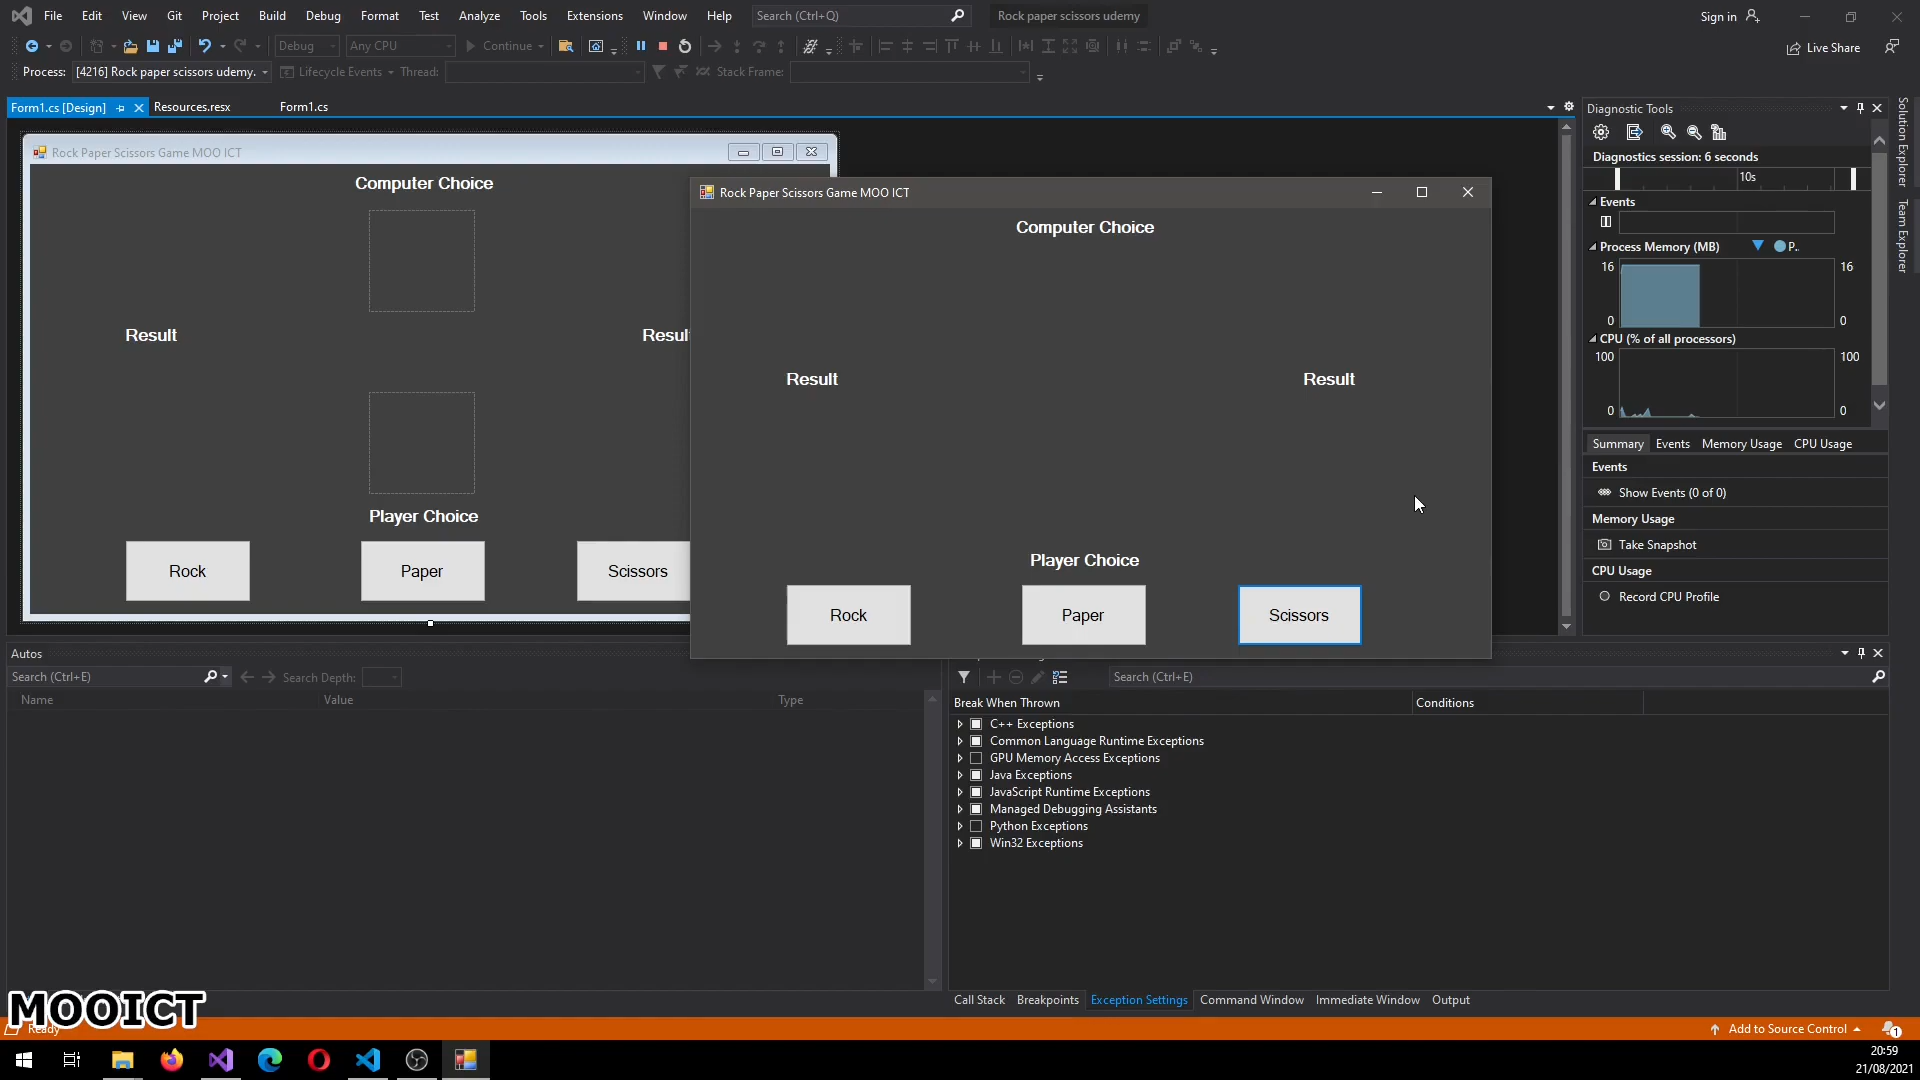 File Edit View Git Project Build Debug Format Test Analyze Tools Extensions Window Help Search (Ctrl+Q) Rock paper scissors udemy Sign in
Debug Any CPU Continue Live Share
Process: [4216] Rock paper scissors udemy. Lifecycle Events Thread: Stack Frame:
Form1.cs [Design] Resources.resx Form1.cs
Rock Paper Scissors Game MOO ICT
Computer Choice
Result Result
Player Choice
Rock Paper Scissors
Rock Paper Scissors Game MOO ICT
Computer Choice
Result Result
Player Choice
Rock Paper Scissors
Diagnostic Tools
Diagnostics session: 6 seconds
10s
Events
Process Memory (MB) P..
16 16
0 0
CPU (% of all processors)
100 100
0 0
Summary Events Memory Usage CPU Usage
Events
Show Events (0 of 0)
Memory Usage
Take Snapshot
CPU Usage
Record CPU Profile
Solution Explorer
Team Explorer
Autos
Search (Ctrl+E) Search Depth:
Name Value Type
Search (Ctrl+E)
Break When Thrown Conditions
C++ Exceptions
Common Language Runtime Exceptions
GPU Memory Access Exceptions
Java Exceptions
JavaScript Runtime Exceptions
Managed Debugging Assistants
Python Exceptions
Win32 Exceptions
Call Stack Breakpoints Exception Settings Command Window Immediate Window Output
MOOICT
Ready Add to Source Control 1
20:59
21/08/2021